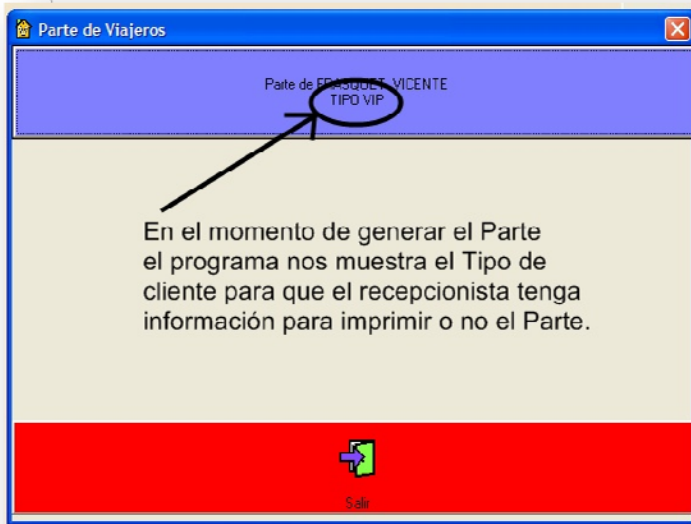 Parte de Viajeros
Parte de FRASQUET, VICENTE
TIPO VIP
En el momento de generar el Parte
el programa nos muestra el Tipo de
cliente para que el recepcionista tenga
información para imprimir o no el Parte.
Salir